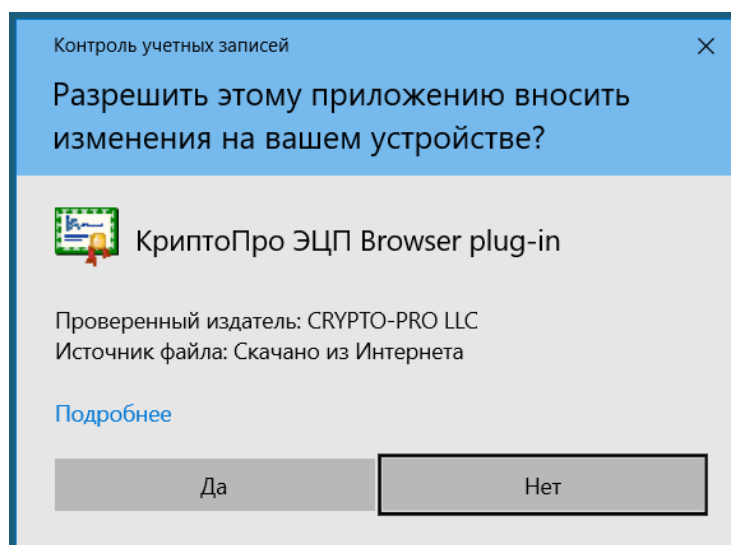 Контроль учетных записей
Разрешить этому приложению вносить
изменения на вашем устройстве?
КриптоПро ЭЦП Browser plug-in
Проверенный издатель: CRYPTO-PRO LLC
Источник файла: Скачано из Интернета
Подробнее
Да
Нет